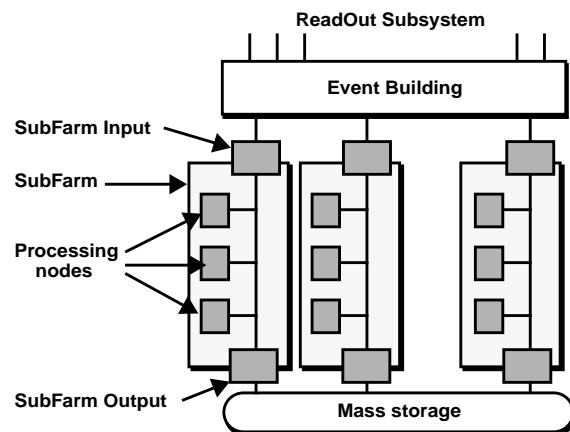 ReadOut Subsystem
Event Building
SubFarm Input
SubFarm
Processing
nodes
SubFarm Output
Mass storage